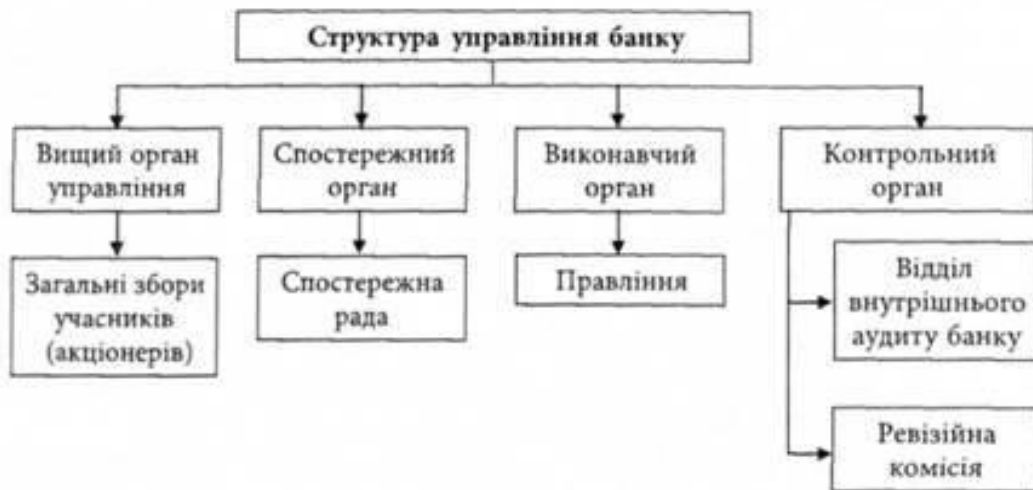 Структура управління банку
Вищий орган
управління
Спостережний
орган
Виконавчий
орган
Контрольний
орган
Загальні збори
учасників
(акціонерів)
Спостережна
рада
Правління
Відділ
внутрішнього
аудиту банку
Ревізійна
комісія